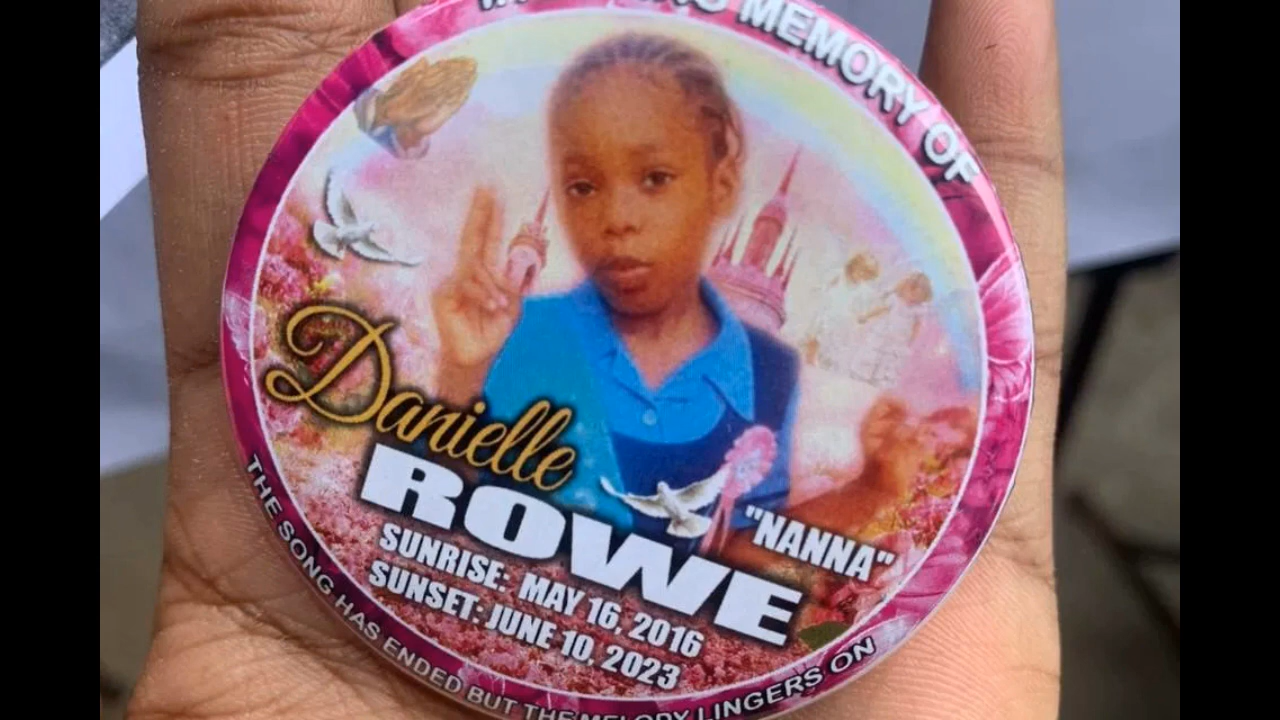 MEMORY OF
Danielle
ROWE
"NANNA"
SUNRISE: MAY 16, 2016
SUNSET: JUNE 10, 2023
THE SONG HAS ENDED BUT THE MELODY LINGERS ON